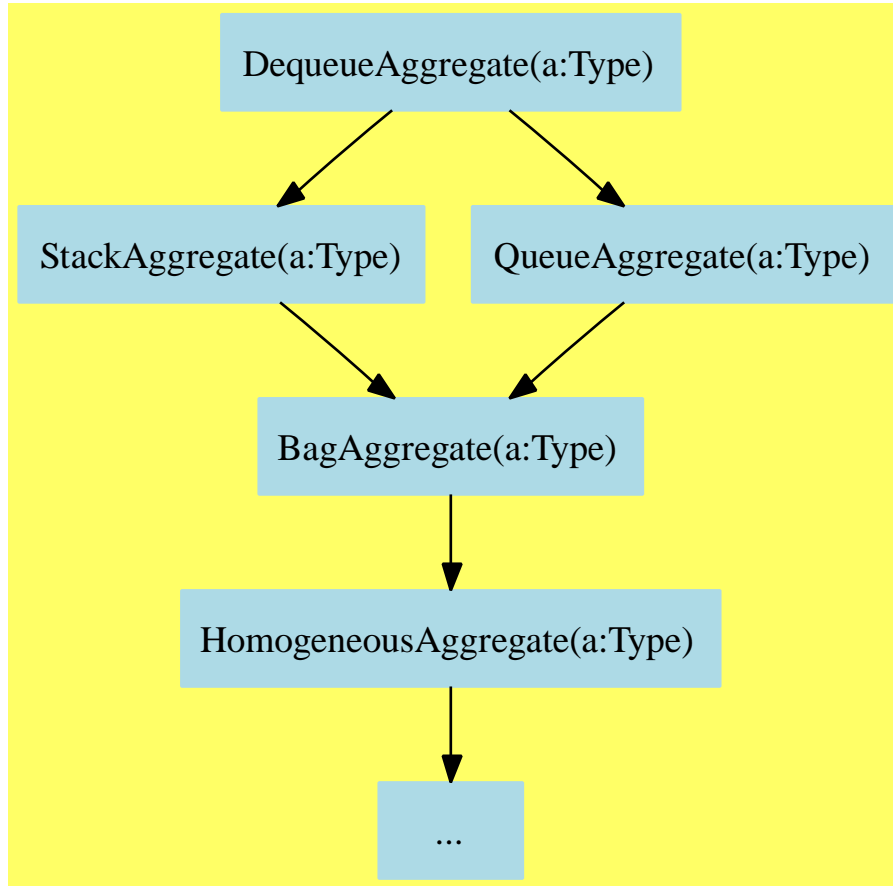 DequeueAggregate(a:Type)
StackAggregate(a:Type)
QueueAggregate(a:Type)
BagAggregate(a:Type)
HomogeneousAggregate(a:Type)
...